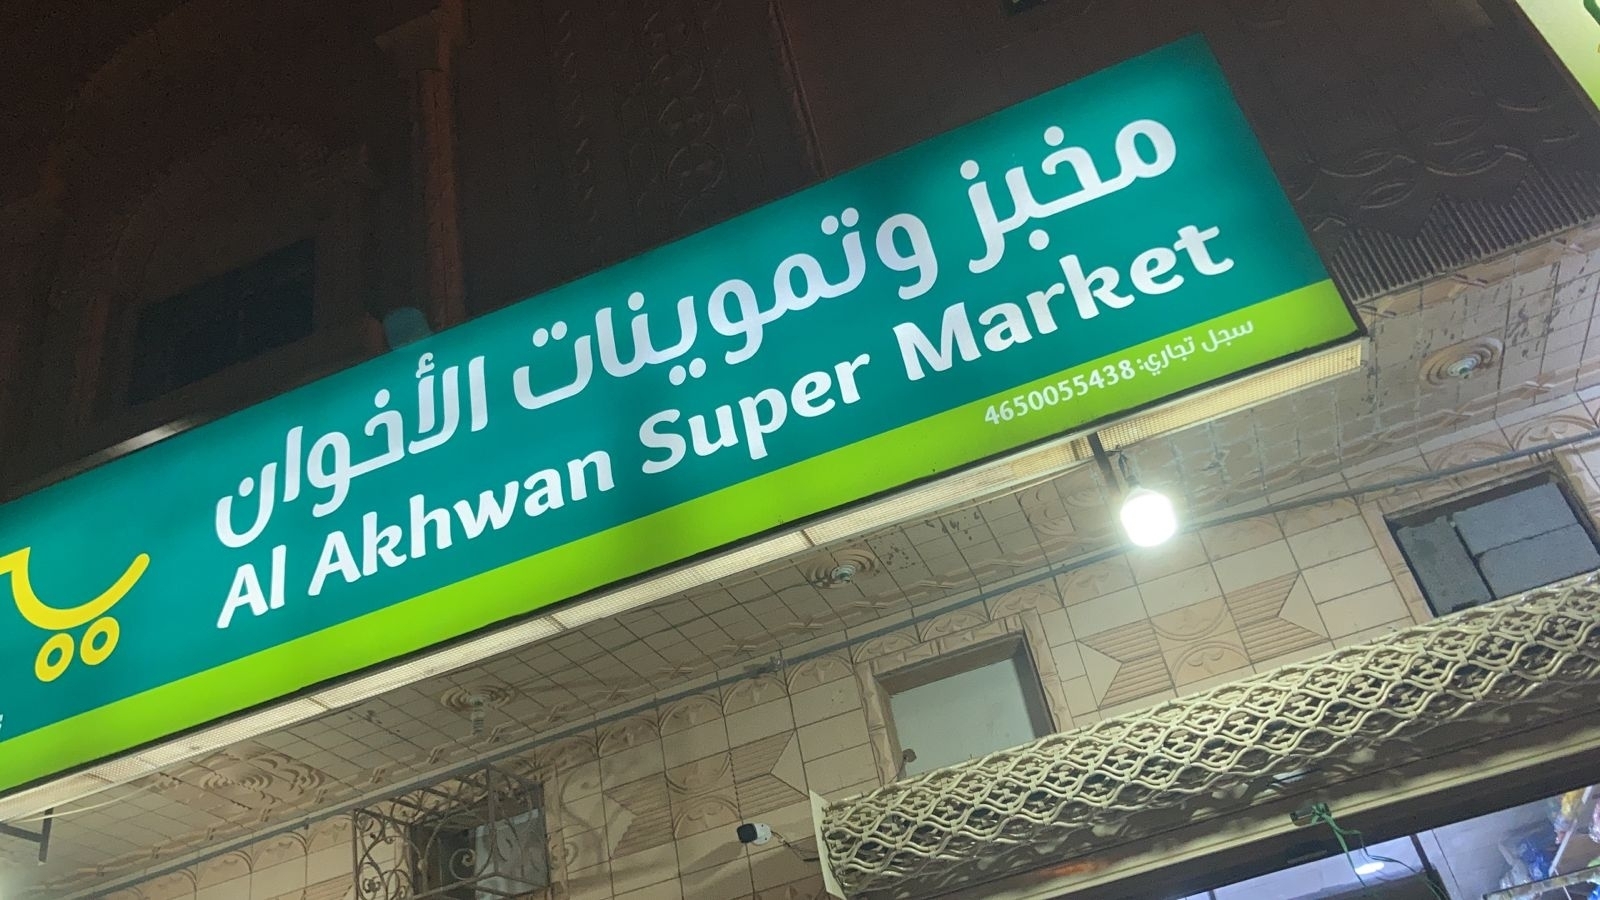 مخبز وتموينات الأخوان
Al Akhwan Super Market
سجل تجاري: 4650055438